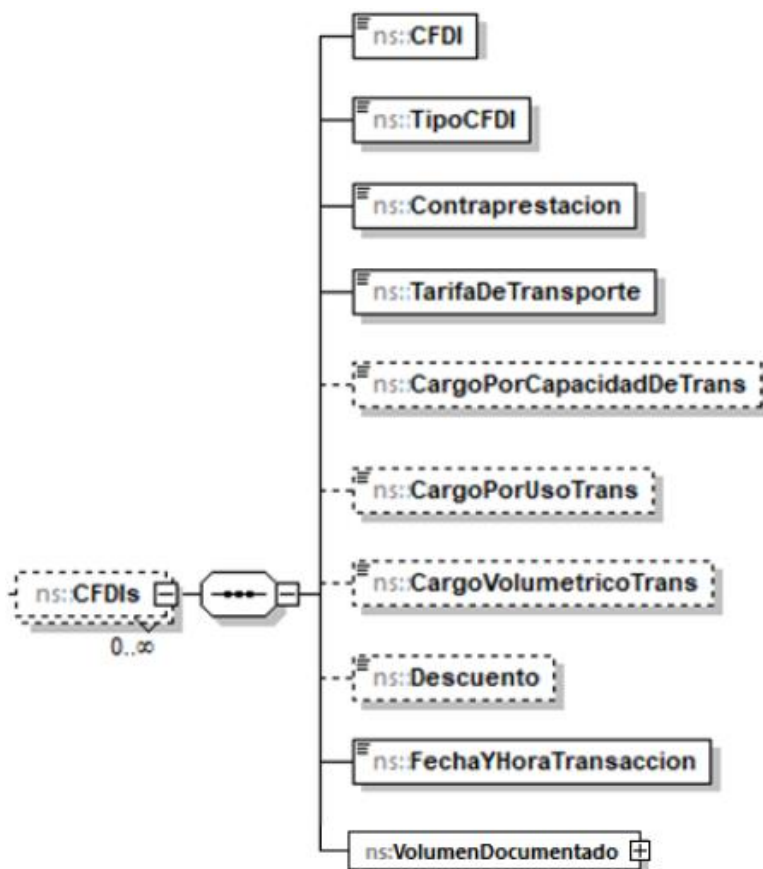 ns::CFDI
ns::TipoCFDI
ns::Contraprestacion
ns::TarifaDeTransporte
ns::CargoPorCapacidadDeTrans
ns::CargoPorUsoTrans
ns::CFDIs
0..∞
ns::CargoVolumetricoTrans
ns::Descuento
ns::FechaYHoraTransaccion
ns:VolumenDocumentado